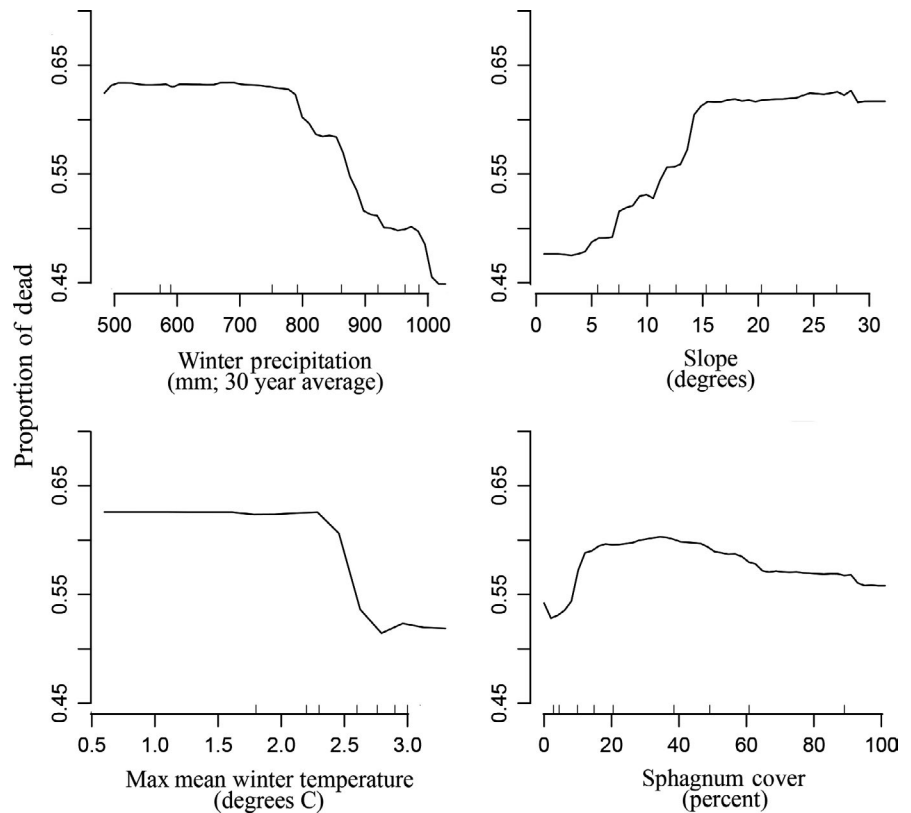 Proportion of dead
0.65
0.55
0.45
500 600 700 800 900 1000
Winter precipitation
(mm; 30 year average)
0.65
0.55
0.45
0 5 10 15 20 25 30
Slope
(degrees)
0.65
0.55
0.45
0.5 1.0 1.5 2.0 2.5 3.0
Max mean winter temperature
(degrees C)
0.65
0.55
0.45
0 20 40 60 80 100
Sphagnum cover
(percent)